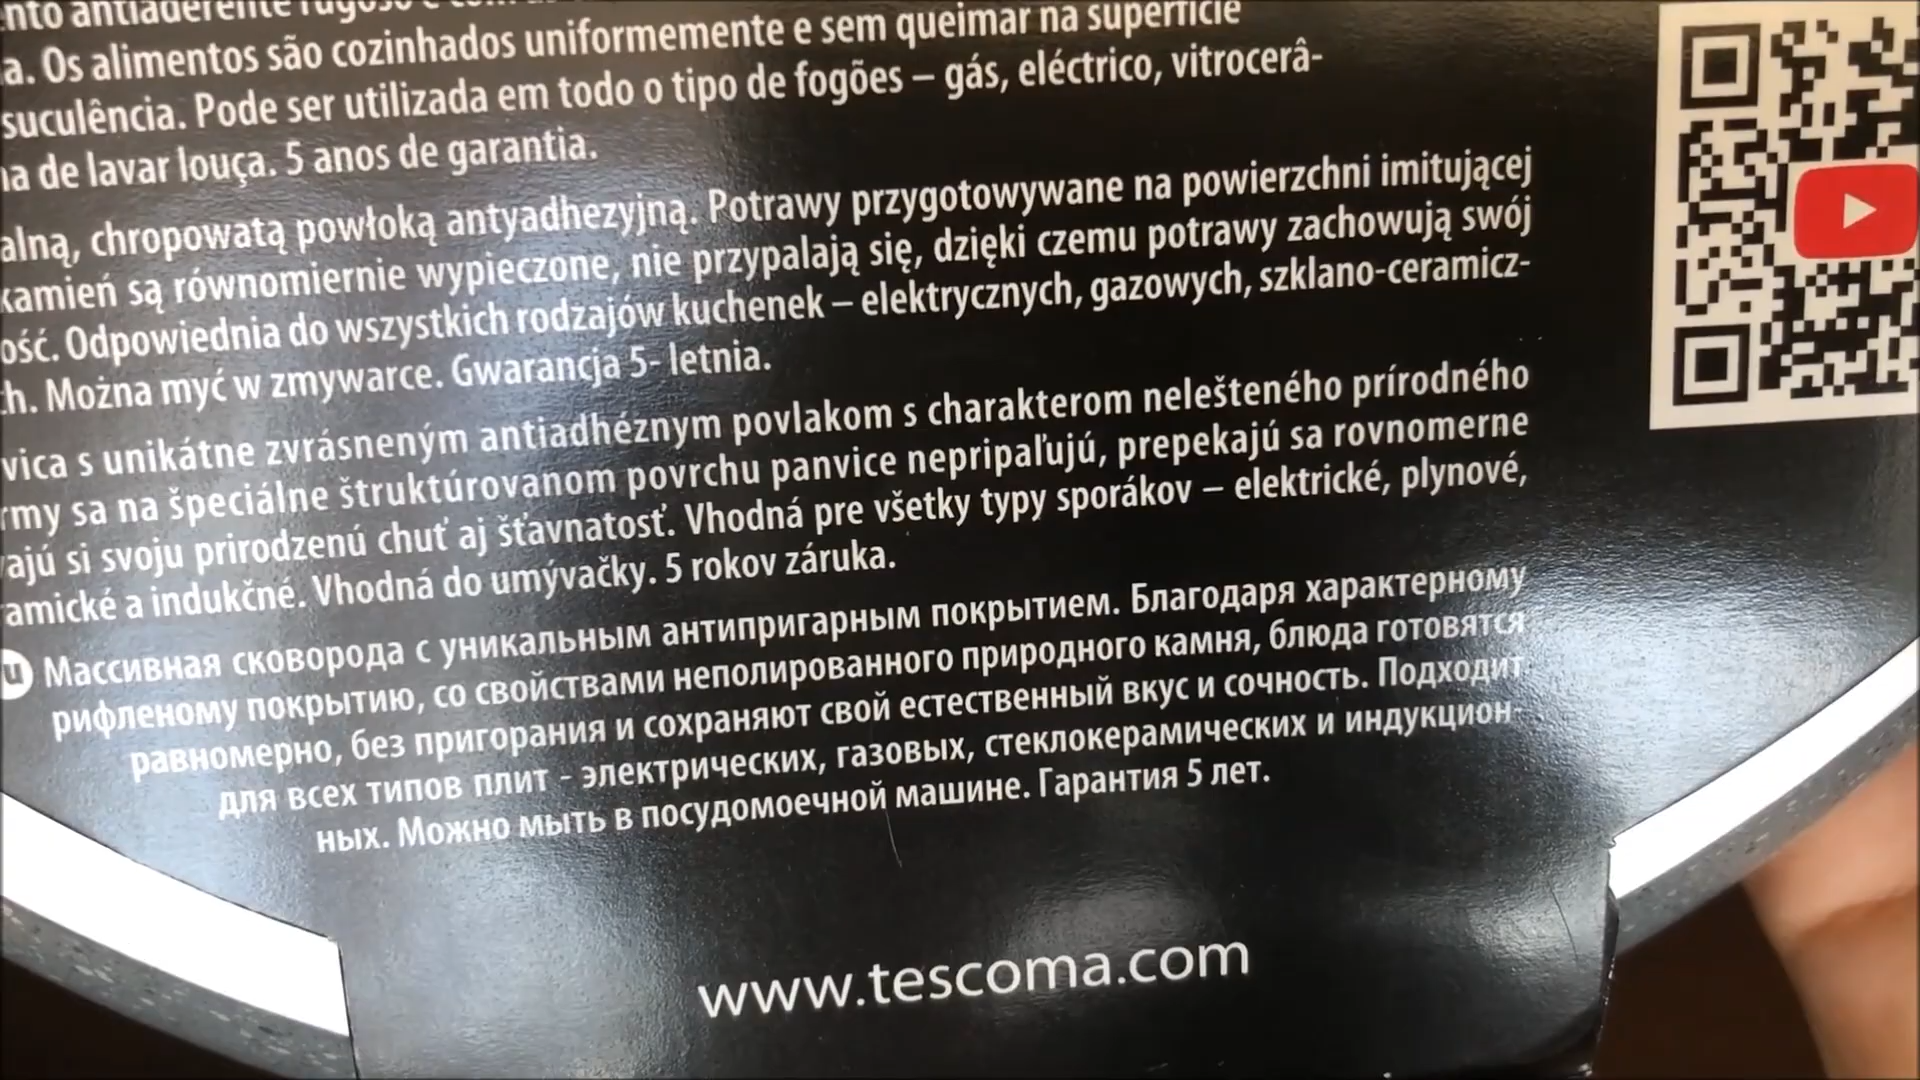 antiaderente
a. Os alimentos são cozinhados uniformemente e sem queimar na superfície
suculência. Pode ser utilizada em todo o tipo de fogões – gás, eléctrico, vitrocerâ-
de lavar louça. 5 anos de garantia.
alną, chropowatą powłoką antyadhezyjną. Potrawy przygotowywane na powierzchni imitującej
kamień są równomiernie wypieczone, nie przypalają się, dzięki czemu potrawy zachowują swój
ość. Odpowiednia do wszystkich rodzajów kuchenek – elektrycznych, gazowych, szklano-ceramicz-
ch. Można myć w zmywarce. Gwarancja 5- letnia.
vica s unikátne zvrásneným antiadhéznym povlakom s charakterom nelešteného prírodného
rmy sa na špeciálne štruktúrovanom povrchu panvice nepripaľujú, prepekajú sa rovnomerne
ajú si svoju prirodzenú chuť aj šťavnatosť. Vhodná pre všetky typy sporákov – elektrické, plynové,
amické a indukčné. Vhodná do umývačky. 5 rokov záruka.
Массивная сковорода с уникальным антипригарным покрытием. Благодаря характерному
рифленому покрытию, со свойствами неполированного природного камня, блюда готовятся
равномерно, без пригорания и сохраняют свой естественный вкус и сочность. Подходит
для всех типов плит - электрических, газовых, стеклокерамических и индукцион-
ных. Можно мыть в посудомоечной машине. Гарантия 5 лет.
www.tescoma.com